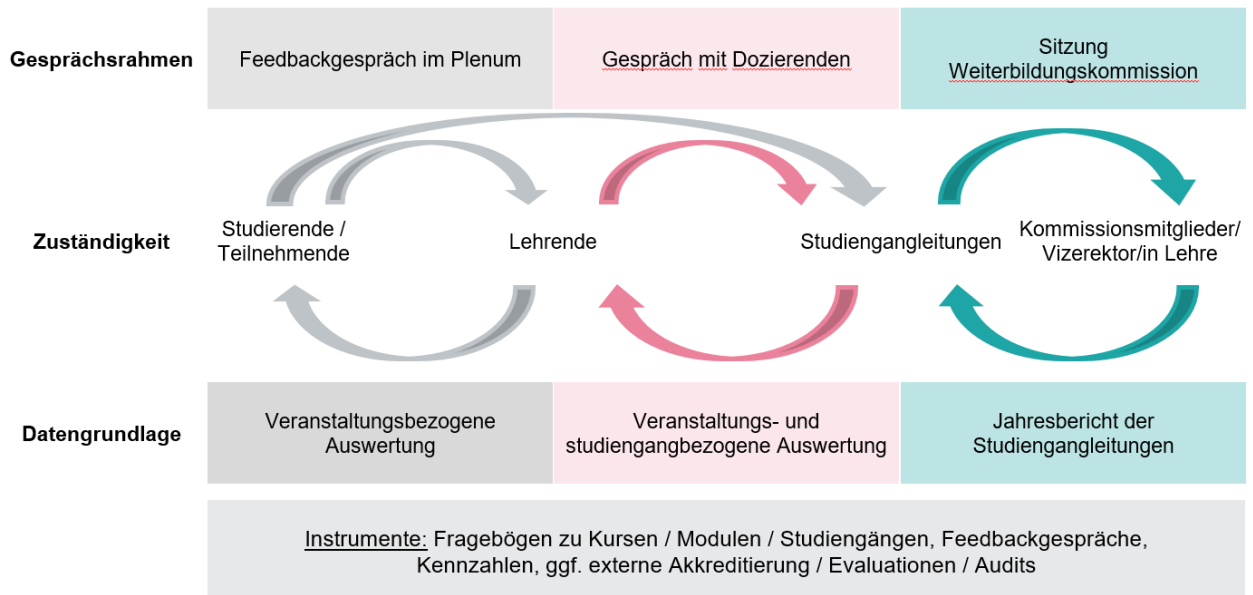 Gesprächsrahmen
Feedbackgespräch im Plenum
Gespräch mit Dozierenden
Sitzung
Weiterbildungskommission
Zuständigkeit
Studierende /
Teilnehmende
Lehrende
Studiengangleitungen
Kommissionsmitglieder/
Vizerektor/in Lehre
Datengrundlage
Veranstaltungsbezogene
Auswertung
Veranstaltungs- und
studiengangbezogene Auswertung
Jahresbericht der
Studiengangleitungen
Instrumente: Fragebögen zu Kursen / Modulen / Studiengängen, Feedbackgespräche,
Kennzahlen, ggf. externe Akkreditierung / Evaluationen / Audits